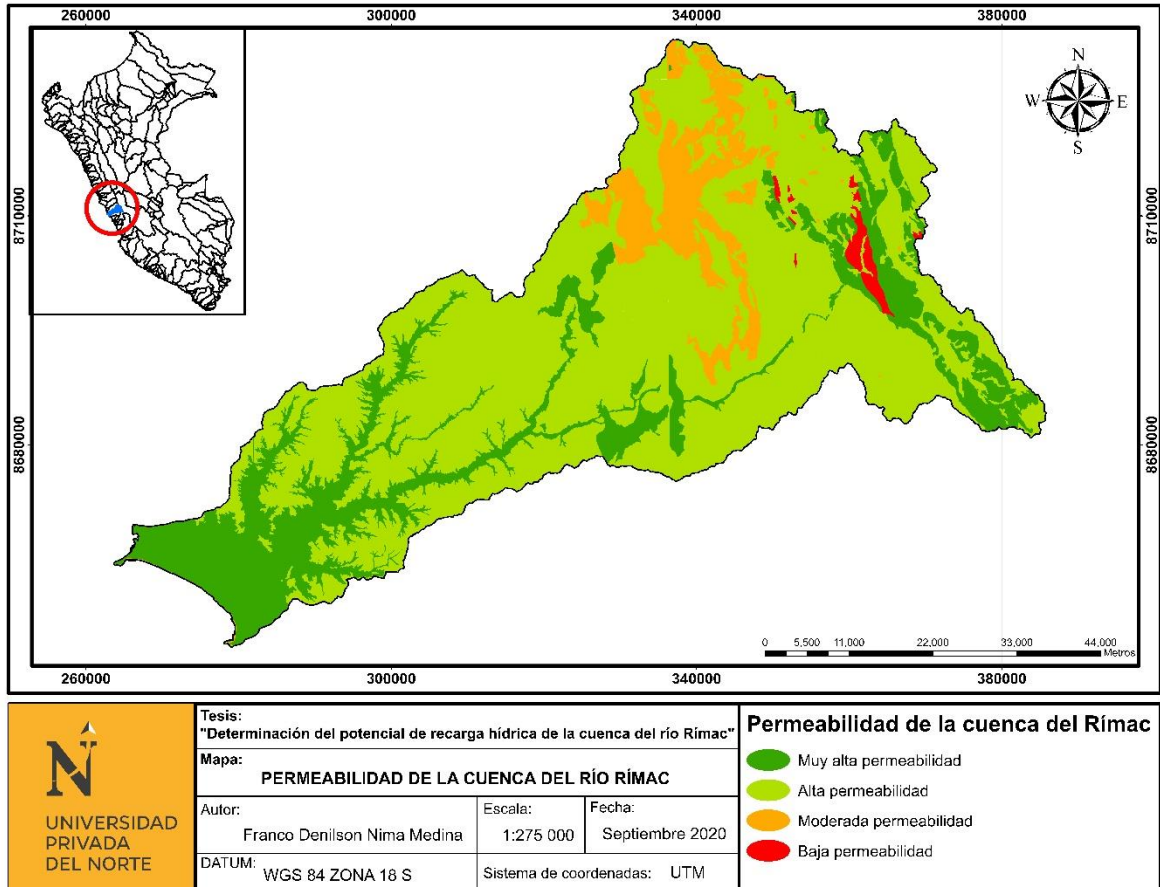 260000 300000 340000 380000
N
W E
S
8710000 8710000
8680000 8680000
0 5,500 11,000 22,000 33,000 44,000
Metros
260000 300000 340000 380000
N
UNIVERSIDAD
PRIVADA
DEL NORTE
Tesis:
"Determinación del potencial de recarga hídrica de la cuenca del río Rímac"
Mapa:
PERMEABILIDAD DE LA CUENCA DEL RÍO RÍMAC
Autor:
Franco Denilson Nima Medina
Escala:
1:275 000
Fecha:
Septiembre 2020
DATUM: WGS 84 ZONA 18 S
Sistema de coordenadas: UTM
Permeabilidad de la cuenca del Rímac
Muy alta permeabilidad
Alta permeabilidad
Moderada permeabilidad
Baja permeabilidad